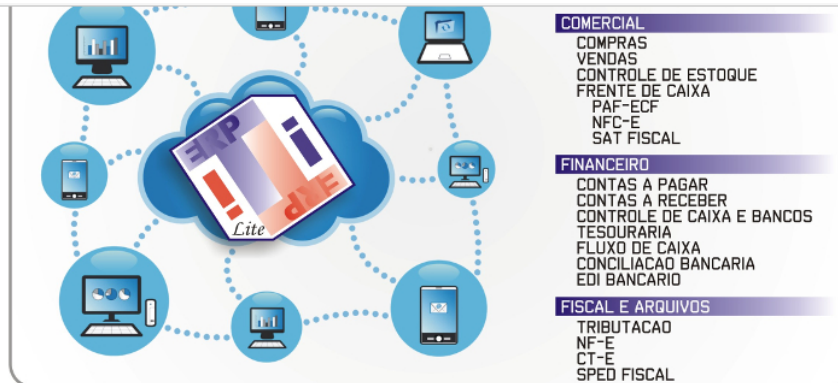 ERP
ERP
Lite
COMERCIAL
COMPRAS
VENDAS
CONTROLE DE ESTOQUE
FRENTE DE CAIXA
PAF-ECF
NFC-E
SAT FISCAL
FINANCEIRO
CONTAS A PAGAR
CONTAS A RECEBER
CONTROLE DE CAIXA E BANCOS
TESOURARIA
FLUXO DE CAIXA
CONCILIACAO BANCARIA
EDI BANCARIO
FISCAL E ARQUIVOS
TRIBUTACAO
NF-E
CT-E
SPED FISCAL